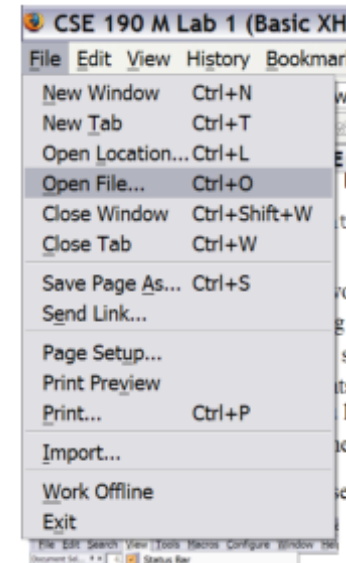 CSE 190 M Lab 1 (Basic XH
File Edit View History Bookmar
New Window Ctrl+N
New Tab Ctrl+T
Open Location... Ctrl+L
Open File... Ctrl+O
Close Window Ctrl+Shift+W
Close Tab Ctrl+W
Save Page As... Ctrl+S
Send Link...
Page Setup...
Print Preview
Print... Ctrl+P
Import...
Work Offline
Exit
File Edit Search View Tools Macros Configure Window Help
Status Bar